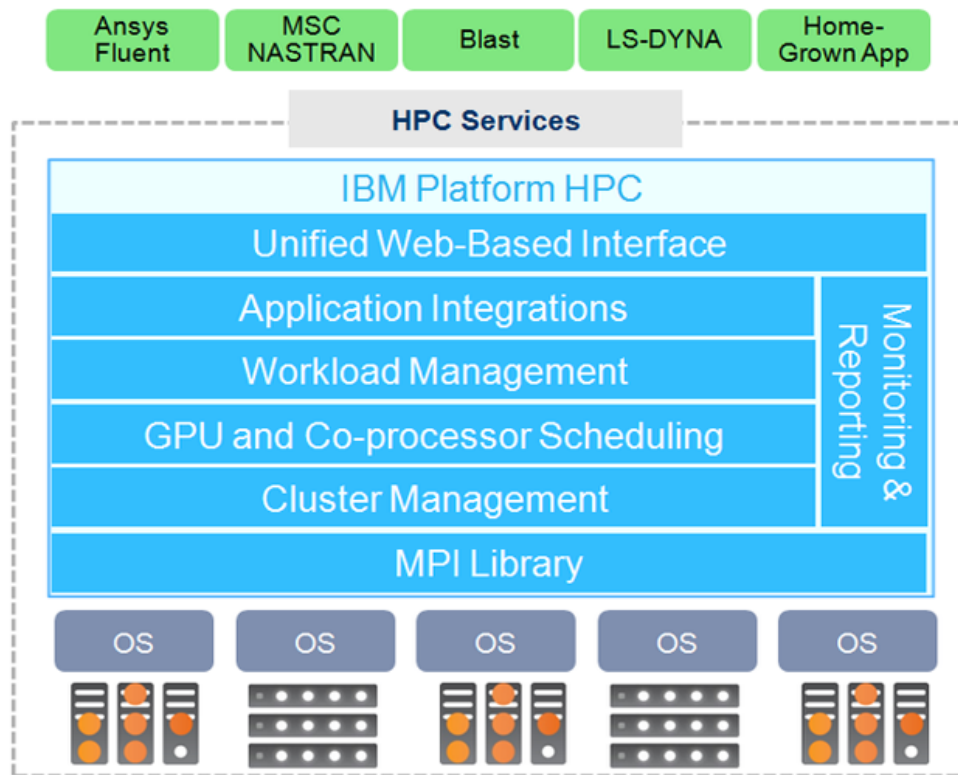 Ansys
Fluent
MSC
NASTRAN
Blast
LS-DYNA
Home-
Grown App
HPC Services
IBM Platform HPC
Unified Web-Based Interface
Application Integrations
Workload Management
GPU and Co-processor Scheduling
Cluster Management
Monitoring &
Reporting
MPI Library
OS
OS
OS
OS
OS